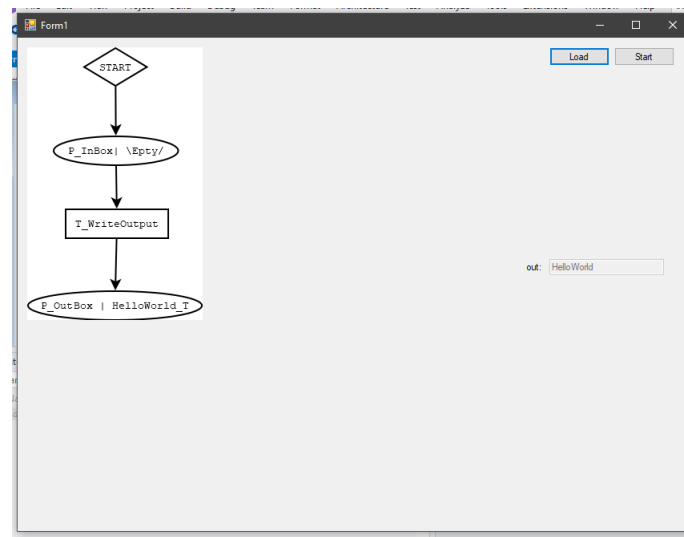 Form1
Load
Start
START
P_InBox| \Epty/
T_WriteOutput
out:
HelloWorld
P_OutBox | HelloWorld_T